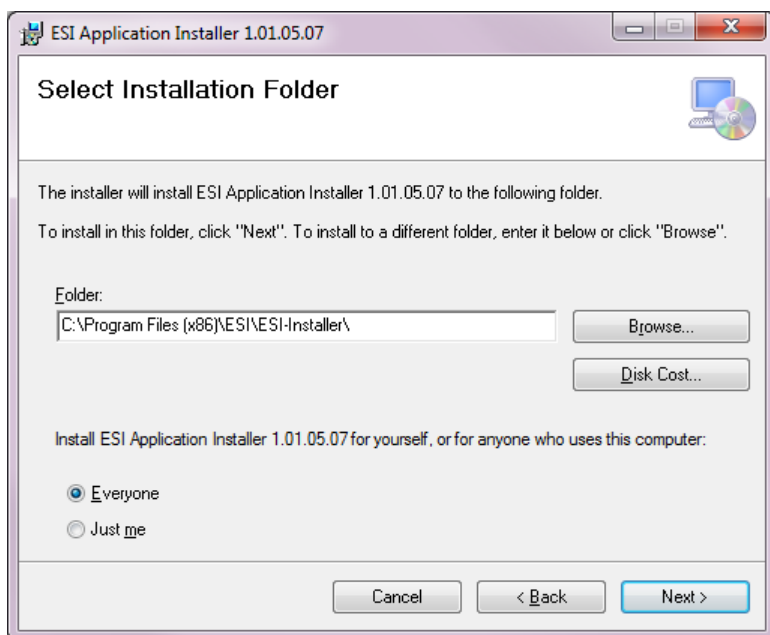 ESI Application Installer 1.01.05.07
Select Installation Folder
The installer will install ESI Application Installer 1.01.05.07 to the following folder.
To install in this folder, click "Next". To install to a different folder, enter it below or click "Browse".
Folder:
C:\Program Files (x86)\ESI\ESI-Installer\
Browse...
Disk Cost...
Install ESI Application Installer 1.01.05.07 for yourself, or for anyone who uses this computer:
Everyone
Just me
Cancel
< Back
Next >